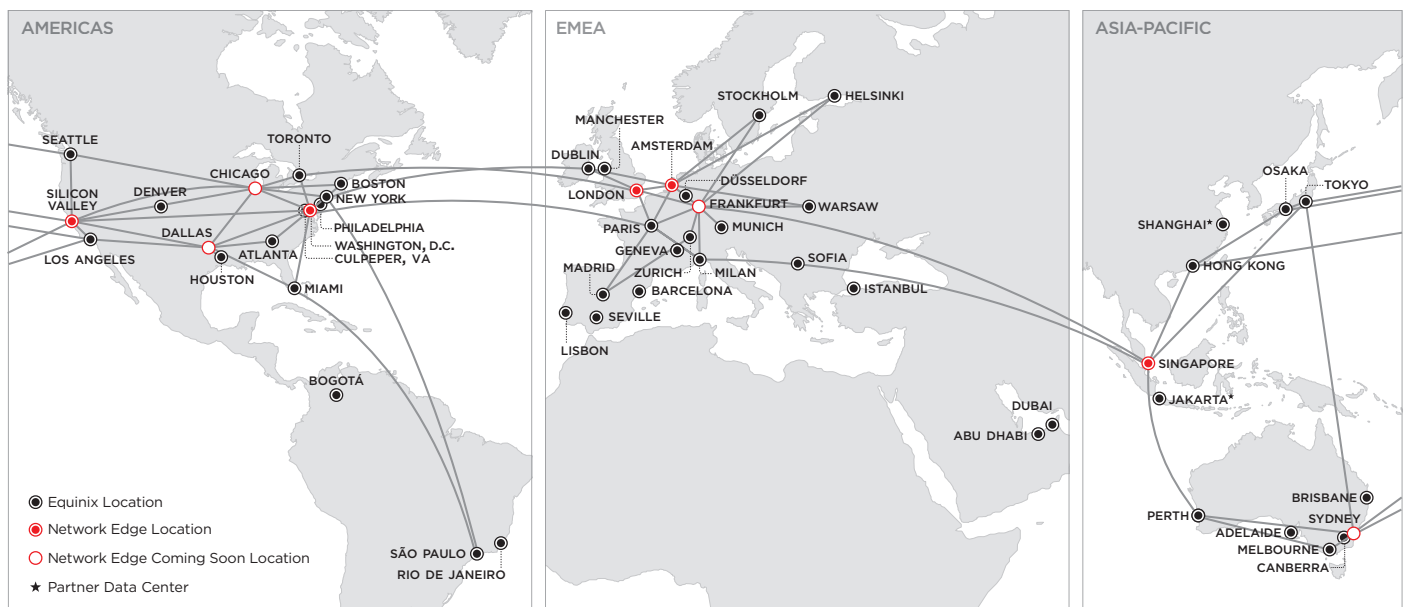 AMERICAS
SEATTLE
TORONTO
CHICAGO
BOSTON
SILICON
VALLEY
DENVER
NEW YORK
PHILADELPHIA
DALLAS
WASHINGTON, D.C.
ATLANTA
CULPEPER, VA
LOS ANGELES
HOUSTON
MIAMI
BOGOTÁ
SÃO PAULO
RIO DE JANEIRO
Equinix Location
Network Edge Location
Network Edge Coming Soon Location
★ Partner Data Center
EMEA
STOCKHOLM
HELSINKI
MANCHESTER
AMSTERDAM
DUBLIN
DÜSSELDORF
LONDON
FRANKFURT
WARSAW
PARIS
MUNICH
GENEVA
SOFIA
MADRID
ZURICH
MILAN
BARCELONA
ISTANBUL
SEVILLE
LISBON
DUBAI
ABU DHABI
ASIA-PACIFIC
OSAKA
TOKYO
SHANGHAI★
HONG KONG
SINGAPORE
JAKARTA★
BRISBANE
PERTH
SYDNEY
ADELAIDE
MELBOURNE
CANBERRA